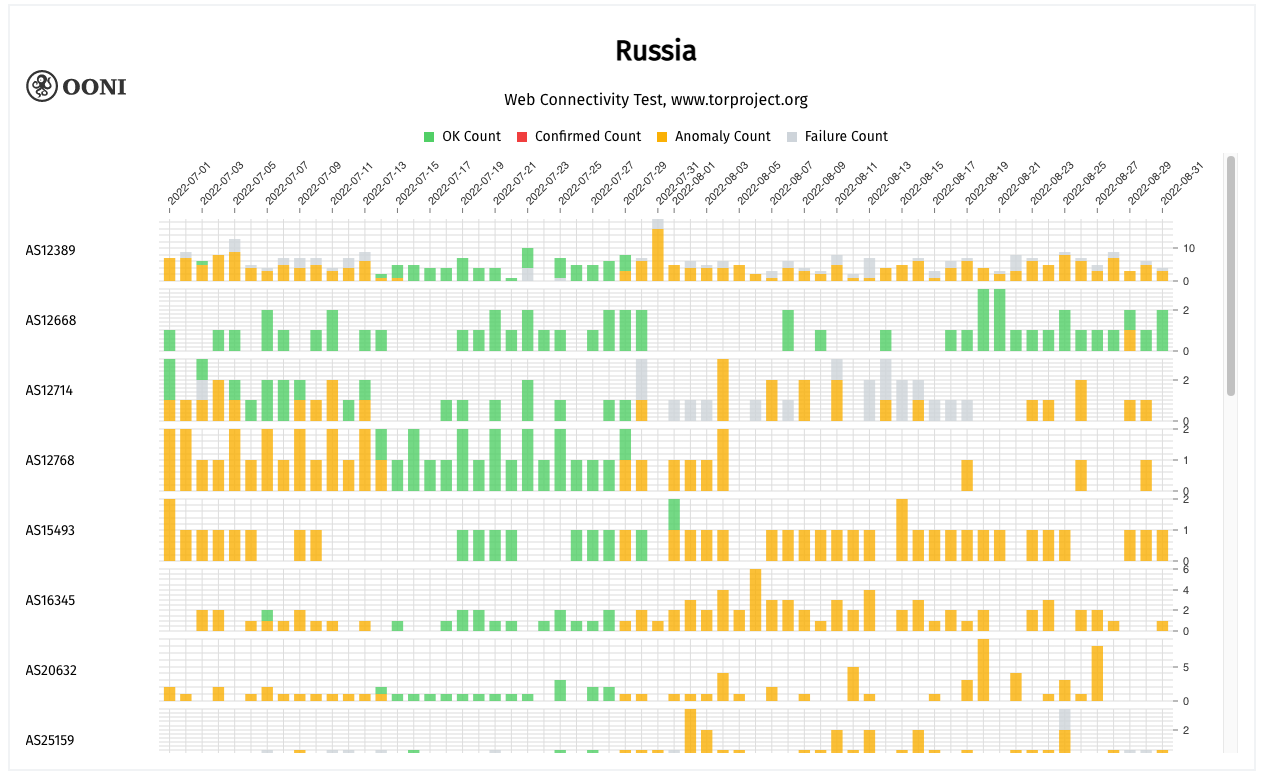 Russia
OONI
Web Connectivity Test, www.torproject.org
OK Count Confirmed Count Anomaly Count Failure Count
2022-07-01 2022-07-03 2022-07-05 2022-07-07 2022-07-09 2022-07-11 2022-07-13 2022-07-15 2022-07-17 2022-07-19 2022-07-21 2022-07-23 2022-07-25 2022-07-27 2022-07-29 2022-07-31 2022-08-01 2022-08-03 2022-08-05 2022-08-07 2022-08-09 2022-08-11 2022-08-13 2022-08-15 2022-08-17 2022-08-19 2022-08-21 2022-08-23 2022-08-25 2022-08-27 2022-08-29 2022-08-31
AS12389
10
0
AS12668
2
0
AS12714
2
0
AS12768
2
1
0
AS15493
2
1
0
AS16345
6
4
2
0
AS20632
5
0
AS25159
2